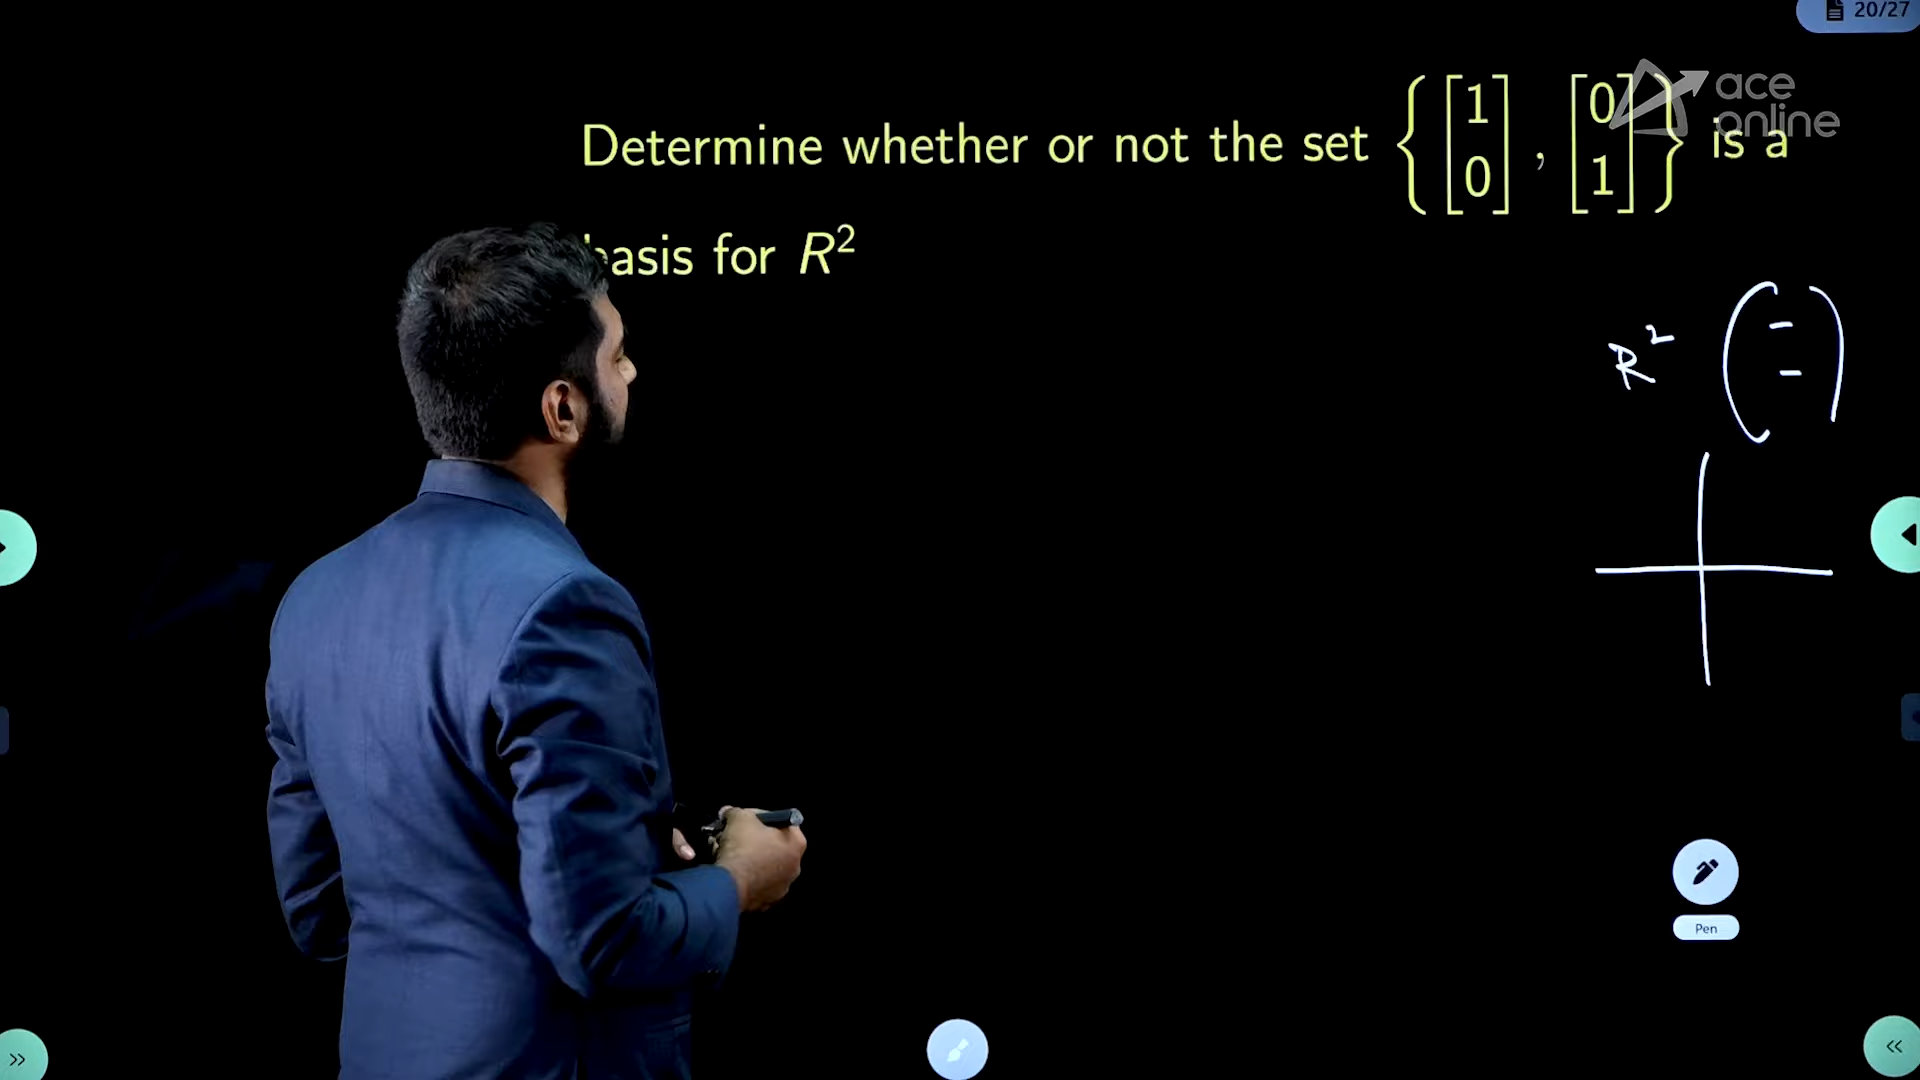 20/27
ace
online
Determine whether or not the set {[1 0], [0 1]} is a
basis for R²
R² ( - - )
Pen